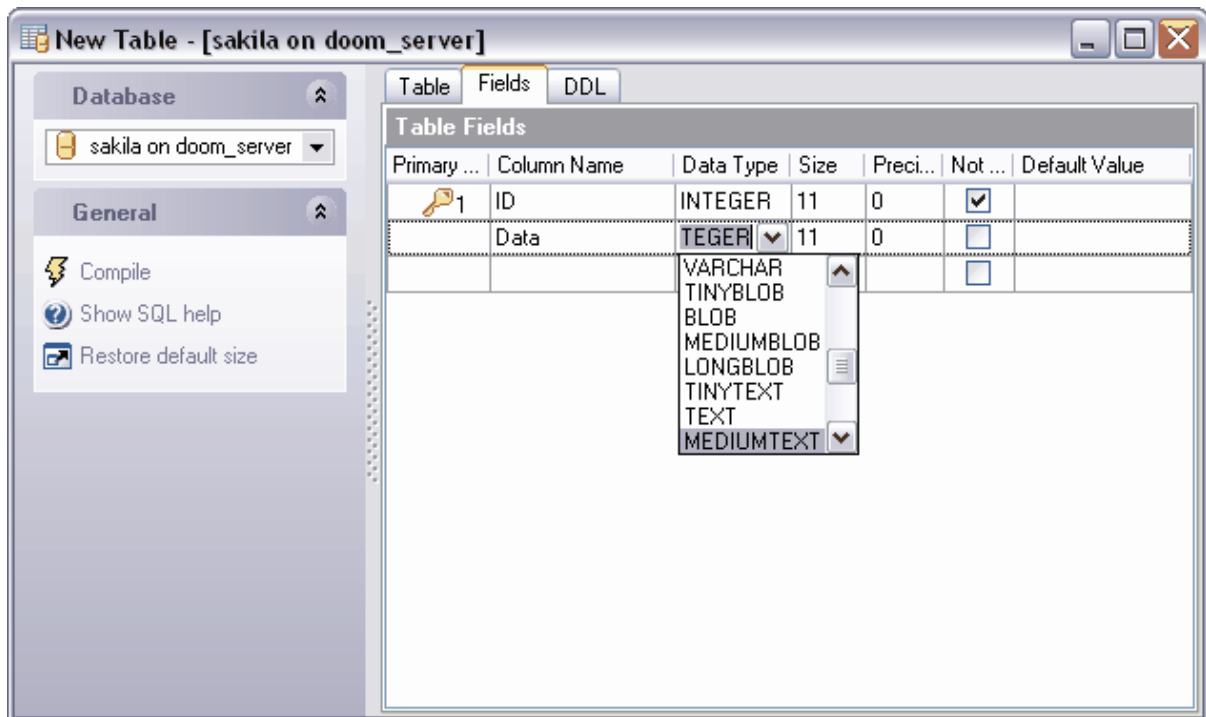 New Table - [sakila on doom_server]
Database
sakila on doom_server
General
Compile
Show SQL help
Restore default size
Table Fields DDL
Table Fields
Primary ... Column Name Data Type Size Preci... Not ... Default Value
1 ID INTEGER 11 0
Data TEGER 11 0
VARCHAR
TINYBLOB
BLOB
MEDIUMBLOB
LONGBLOB
TINYTEXT
TEXT
MEDIUMTEXT